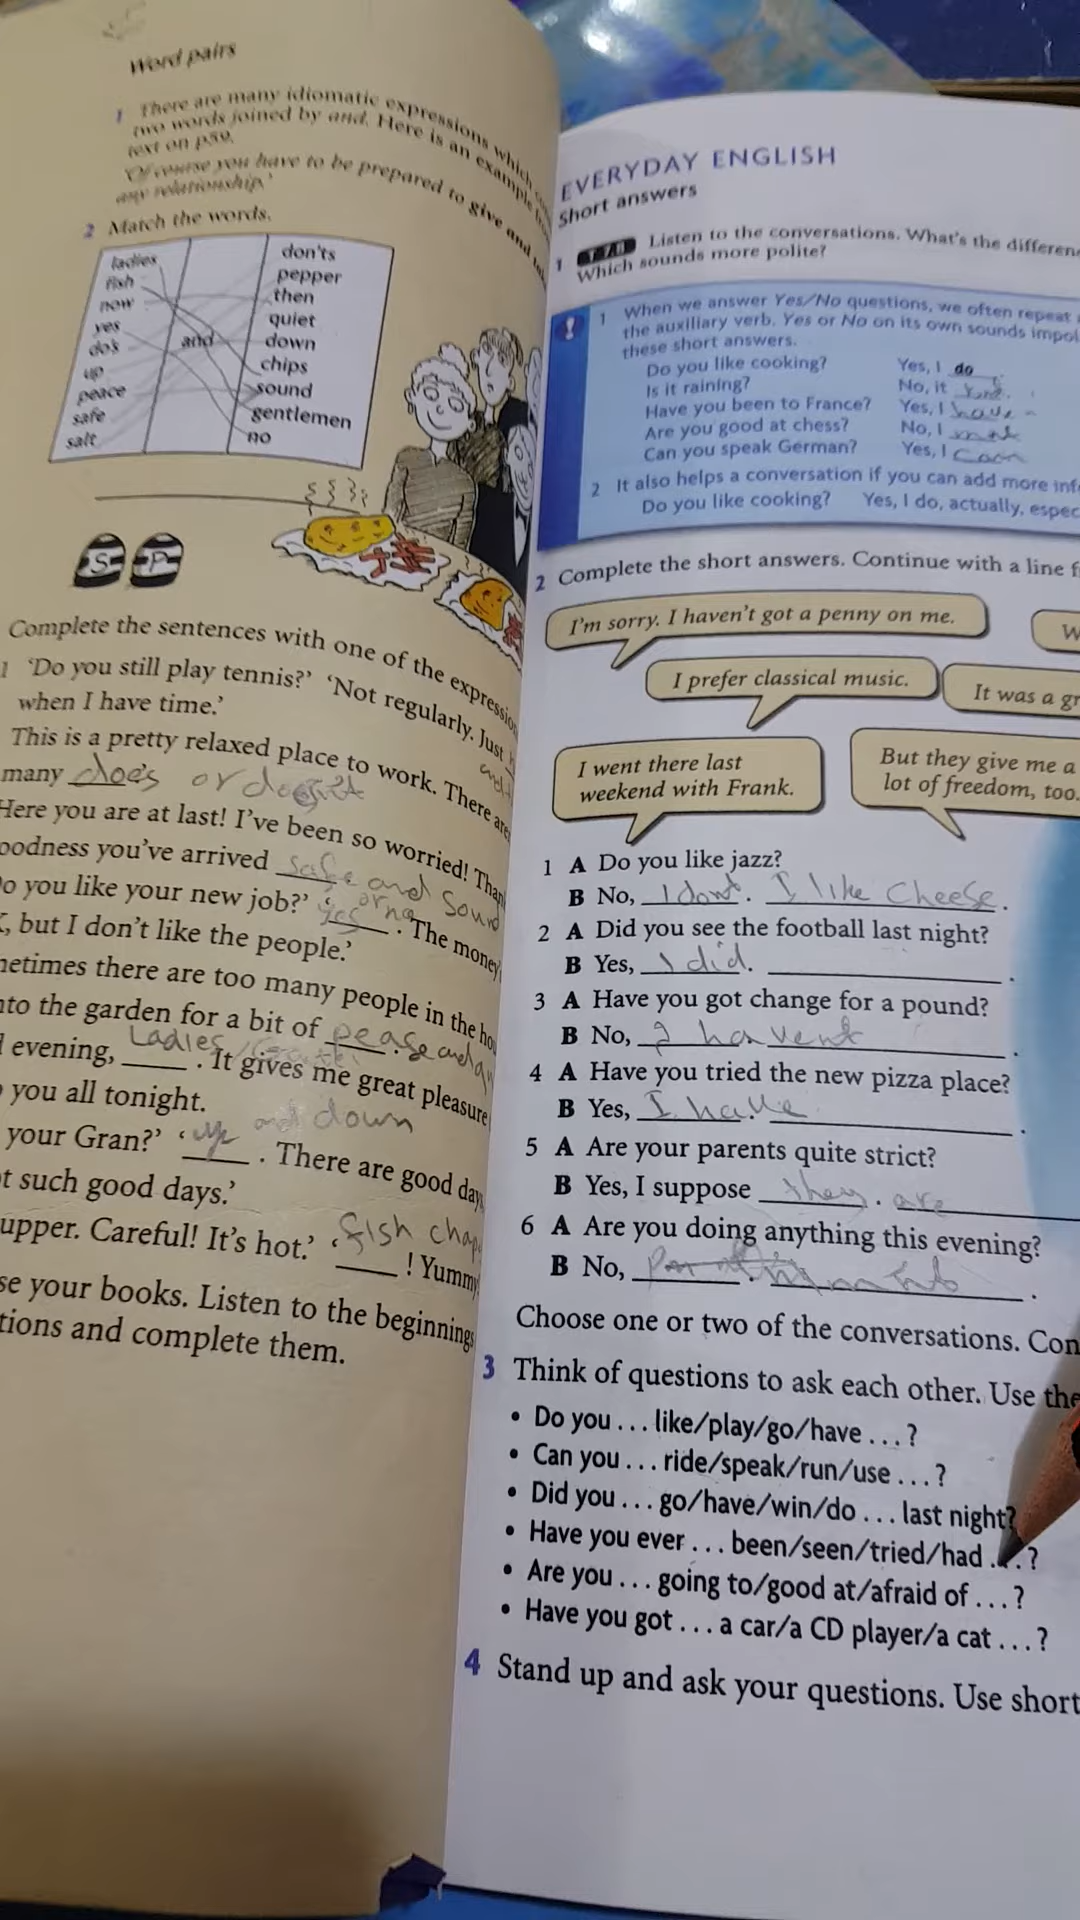 Word pairs
1 There are many idiomatic expressions which
two words joined by and. Here is an example
text on p59.
'Of course you have to be prepared to give and
any relationship.'
2 Match the words.
ladies
fish
now
yes
do's
up
peace
safe
salt
and
don'ts
pepper
then
quiet
down
chips
sound
gentlemen
no
S P
Complete the sentences with one of the
1 'Do you still play tennis?' 'Not regularly. Just
when I have time.'
This is a pretty relaxed place to work. There
many
Here you are at last! I've been so worried!
you've arrived safe and sound
you like your new job?' ' yes or no . The
, but I don't like the people.'
there are too many people in the
the garden for a bit of pease
evening, Ladies . It gives me great pleasure
you all tonight.
your Gran?' ' up and down . There are good
such good days.'
Careful! It's hot.' ' fish ! Yummy
your books. Listen to the
and complete them.
EVERYDAY ENGLISH
Short answers
1 T 7.8 Listen to the conversations. What's the
Which sounds more polite?
! 1 When we answer Yes/No questions, we often repeat
the auxiliary verb. Yes or No on its own sounds
these short answers.
Do you like cooking? Yes, I do
Is it raining? No, it
Have you been to France? Yes, I have
Are you good at chess? No, I
Can you speak German? Yes, I
2 It also helps a conversation if you can add more
Do you like cooking? Yes, I do, actually,
2 Complete the short answers. Continue with a line
I'm sorry. I haven't got a penny on me.
I prefer classical music.
It was a
I went there last
weekend with Frank.
But they give me a
lot of freedom, too.
1 A Do you like jazz?
B No, I dont. I like Cheese.
2 A Did you see the football last night?
B Yes, I did.
3 A Have you got change for a pound?
B No, I havent
4 A Have you tried the new pizza place?
B Yes, I have
5 A Are your parents quite strict?
B Yes, I suppose they . are
6 A Are you doing anything this evening?
B No,
Choose one or two of the conversations.
3 Think of questions to ask each other. Use the
• Do you ... like/play/go/have ...?
• Can you ... ride/speak/run/use ...?
• Did you ... go/have/win/do ... last night?
• Have you ever ... been/seen/tried/had ...?
• Are you ... going to/good at/afraid of ...?
• Have you got ... a car/a CD player/a cat ...?
4 Stand up and ask your questions. Use short